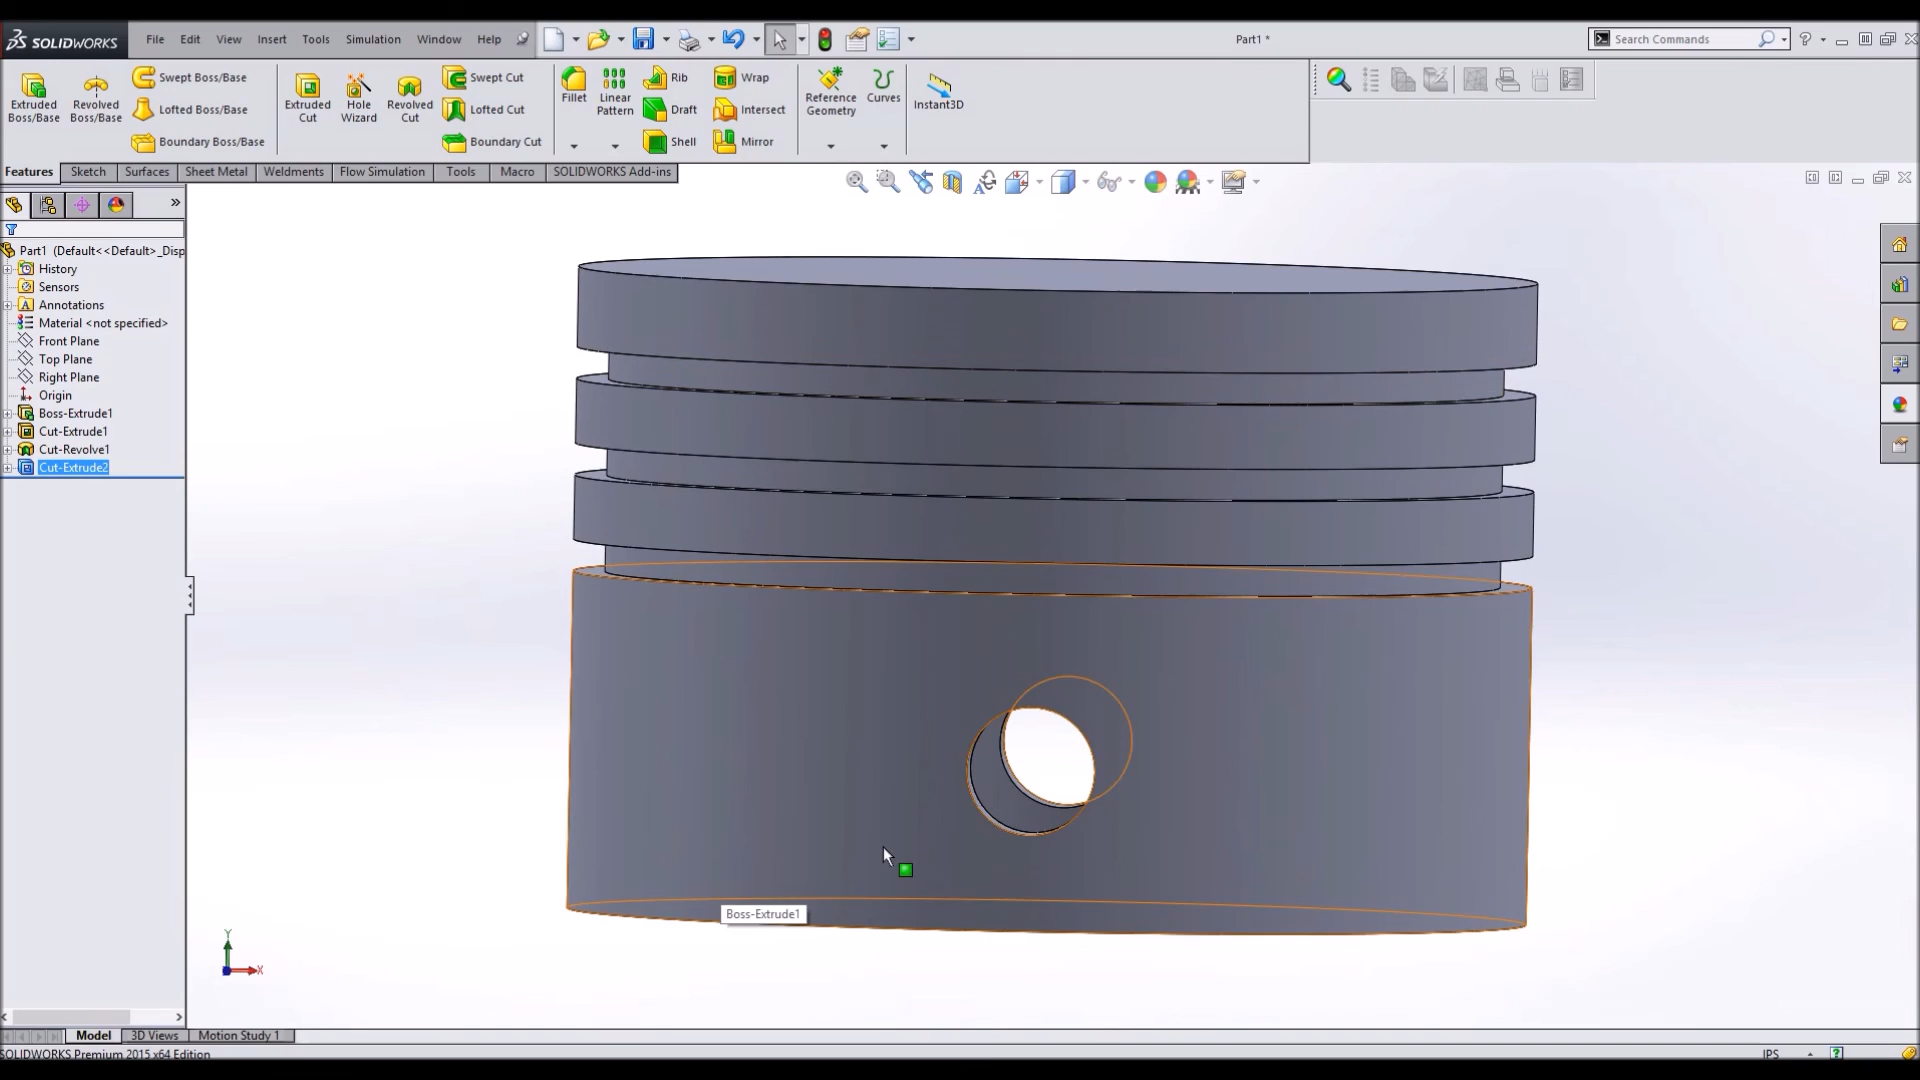 SOLIDWORKS File Edit View Insert Tools Simulation Window Help Part1 * Search Commands ?
Extruded Boss/Base
Revolved Boss/Base
Swept Boss/Base
Lofted Boss/Base
Boundary Boss/Base
Extruded Cut
Hole Wizard
Revolved Cut
Swept Cut
Lofted Cut
Boundary Cut
Fillet
Linear Pattern
Rib
Draft
Shell
Wrap
Intersect
Mirror
Reference Geometry
Curves
Instant3D
Features Sketch Surfaces Sheet Metal Weldments Flow Simulation Tools Macro SOLIDWORKS Add-ins
Part1 (Default<<Default>_Disp
History
Sensors
Annotations
Material <not specified>
Front Plane
Top Plane
Right Plane
Origin
Boss-Extrude1
Cut-Extrude1
Cut-Revolve1
Cut-Extrude2
Boss-Extrude1
Y
X
Model 3D Views Motion Study 1
SOLIDWORKS Premium 2015 x64 Edition IPS ?